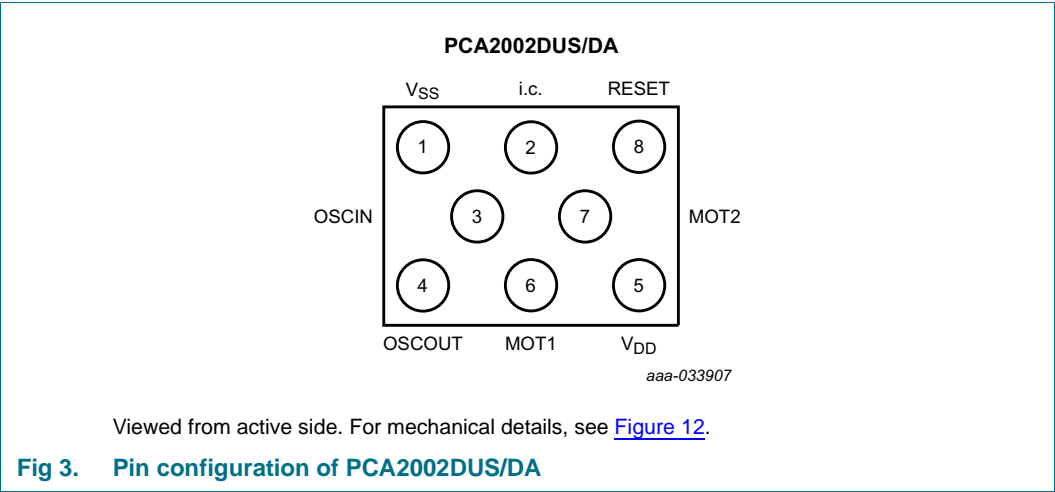 PCA2002DUS/DA
VSS i.c. RESET
1 2 8
OSCIN 3 7 MOT2
4 6 5
OSCOUT MOT1 VDD
aaa-033907
Viewed from active side. For mechanical details, see Figure 12.
Fig 3. Pin configuration of PCA2002DUS/DA